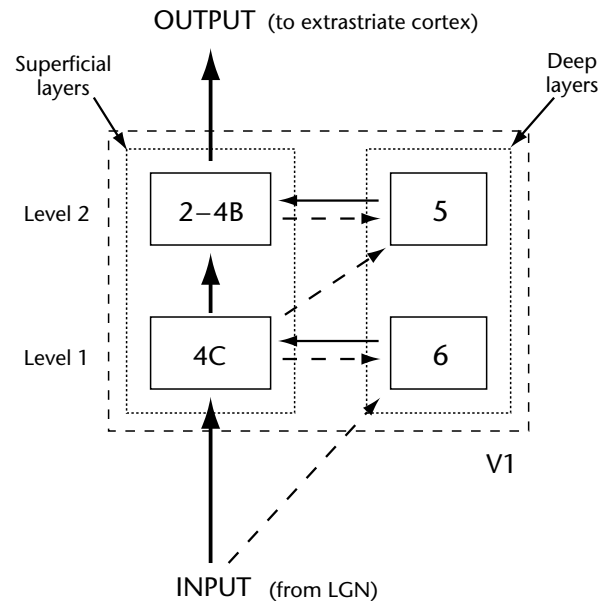 OUTPUT (to extrastriate cortex)
Superficial
layers
Deep
layers
Level 2
2–4B
5
Level 1
4C
6
V1
INPUT (from LGN)